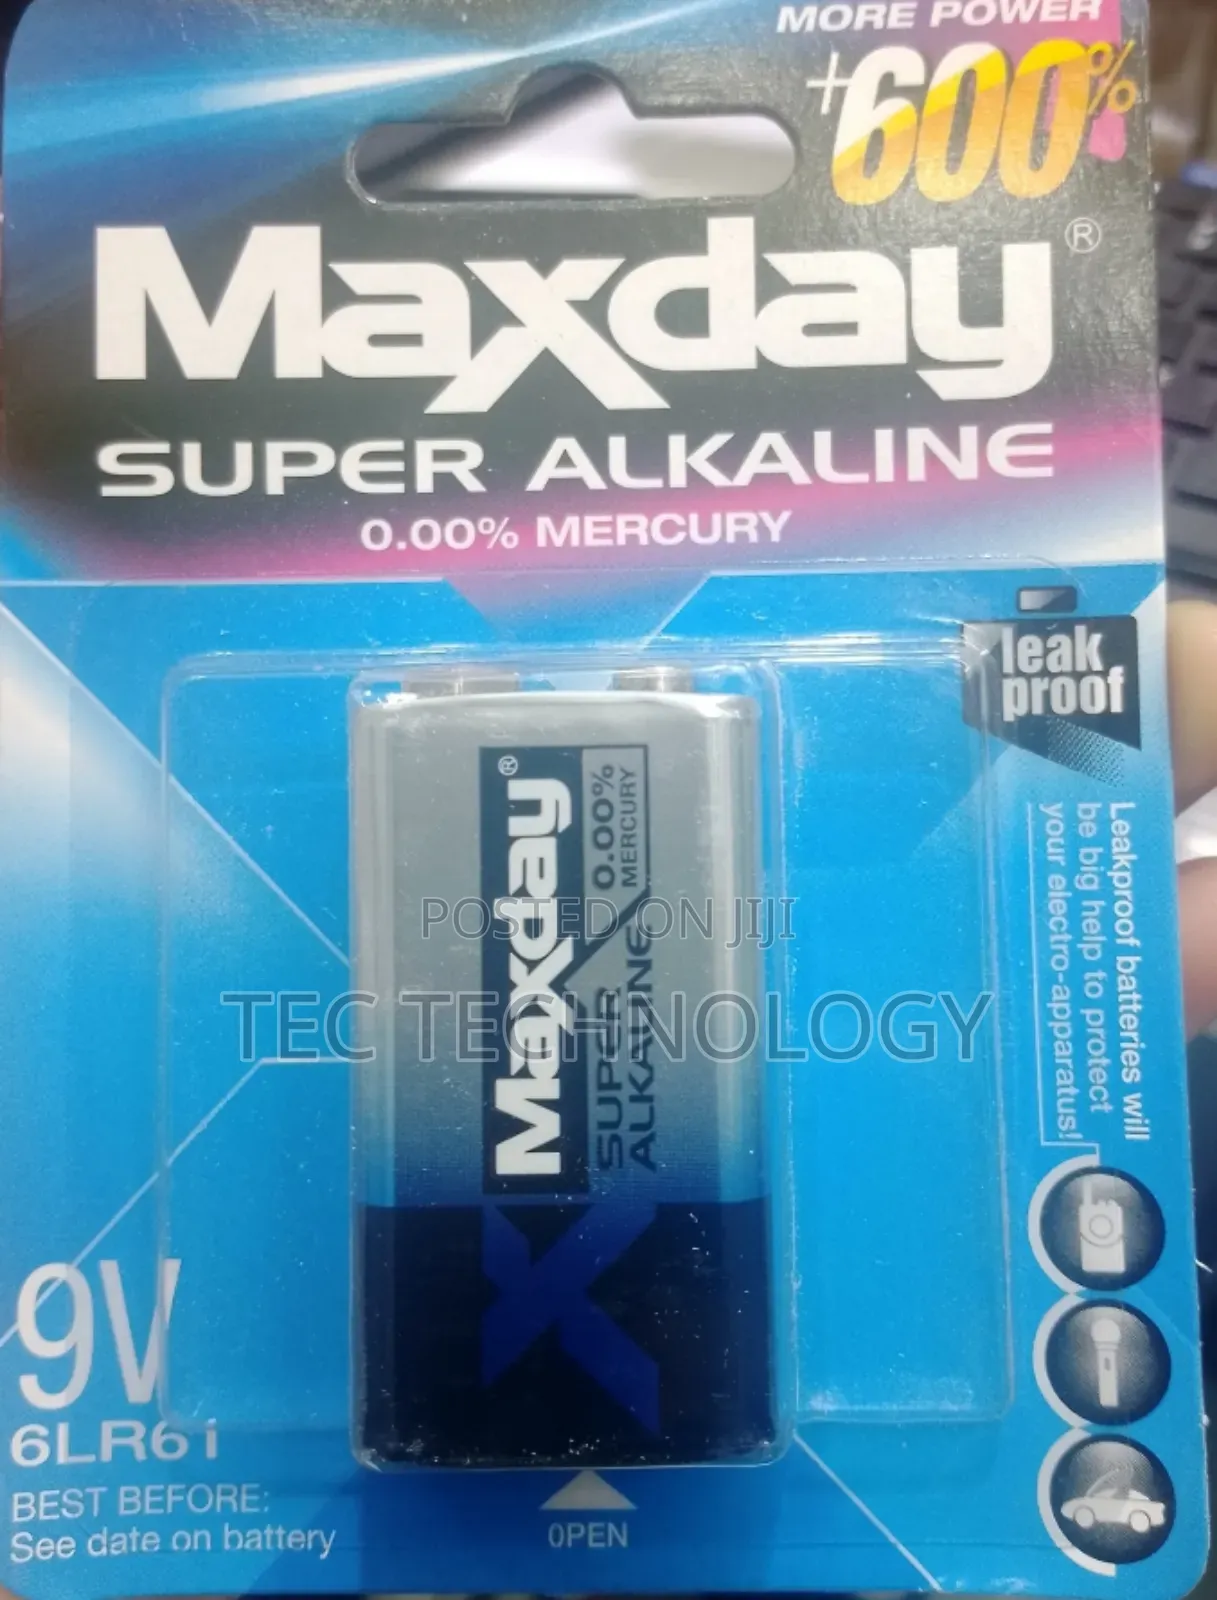 MORE POWER
+600%
Maxday®
SUPER ALKALINE
0.00% MERCURY
leak
proof
Leakproof batteries will
be big help to protect
your electro-apparatus!
Maxday®
0.00%
MERCURY
SUPER
ALKALINE
POSTED ON JIJI
TEC TECHNOLOGY
9V
6LR61
BEST BEFORE:
See date on battery
OPEN